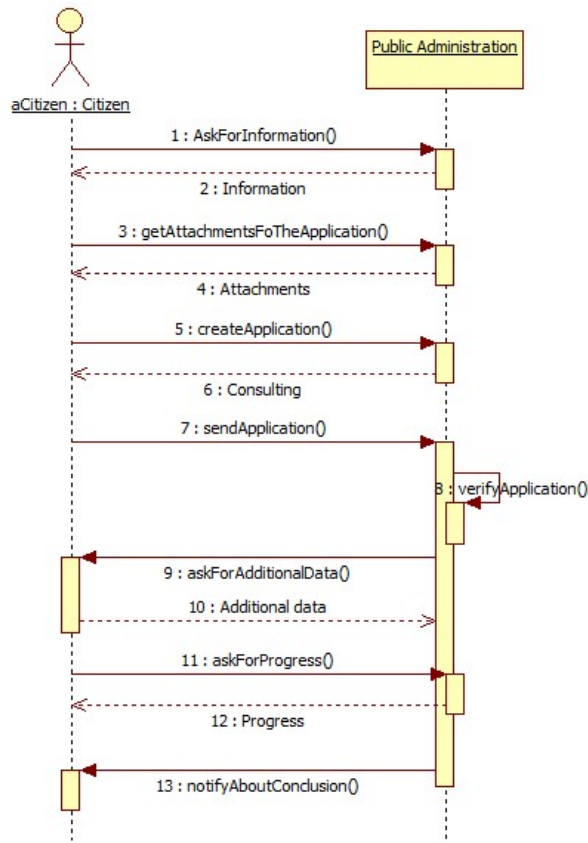 Public Administration
aCitizen : Citizen
1 : AskForInformation()
2 : Information
3 : getAttachmentsFoTheApplication()
4 : Attachments
5 : createApplication()
6 : Consulting
7 : sendApplication()
8 : verifyApplication()
9 : askForAdditionalData()
10 : Additional data
11 : askForProgress()
12 : Progress
13 : notifyAboutConclusion()